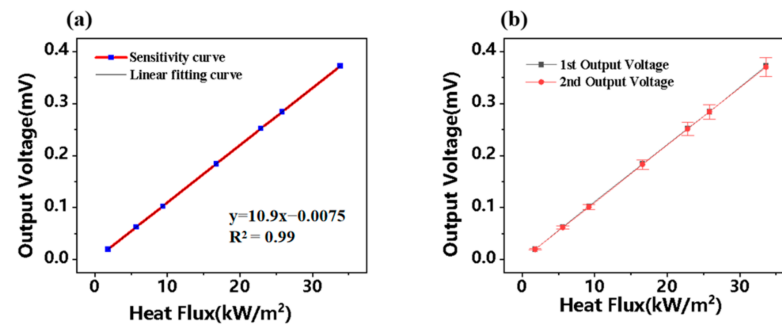 (a)
Sensitivity curve
Linear fitting curve
y=10.9x−0.0075
R² = 0.99
Output Voltage(mV)
0.4
0.3
0.2
0.1
0.0
0 10 20 30
Heat Flux(kW/m²)
(b)
1st Output Voltage
2nd Output Voltage
Output Voltage(mV)
0.4
0.3
0.2
0.1
0.0
0 10 20 30
Heat Flux(kW/m²)